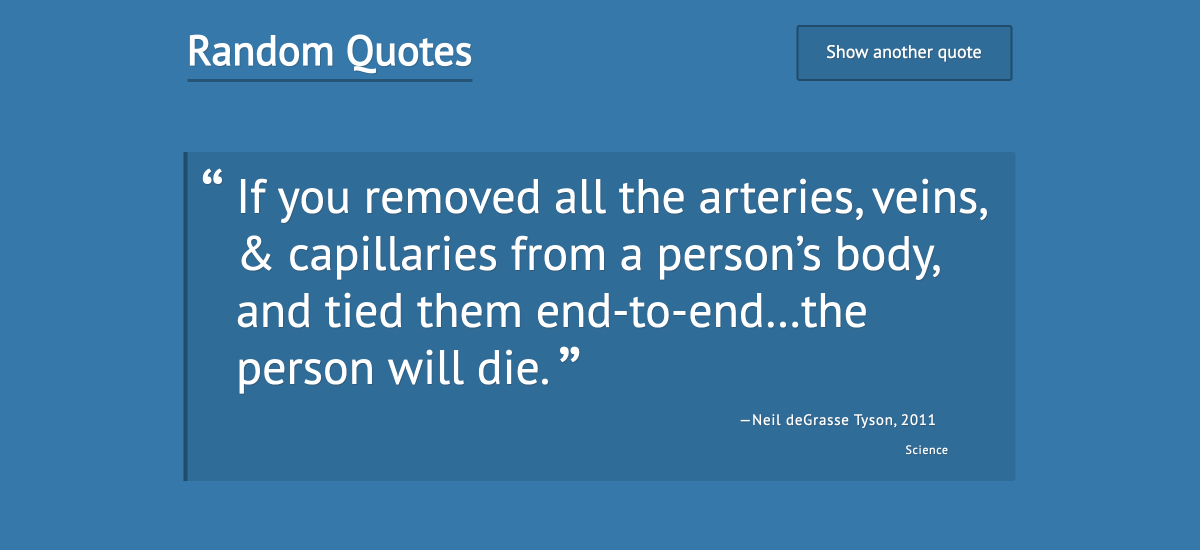 Random Quotes
Show another quote
“ If you removed all the arteries, veins,
& capillaries from a person’s body,
and tied them end-to-end…the
person will die. ”
—Neil deGrasse Tyson, 2011
Science